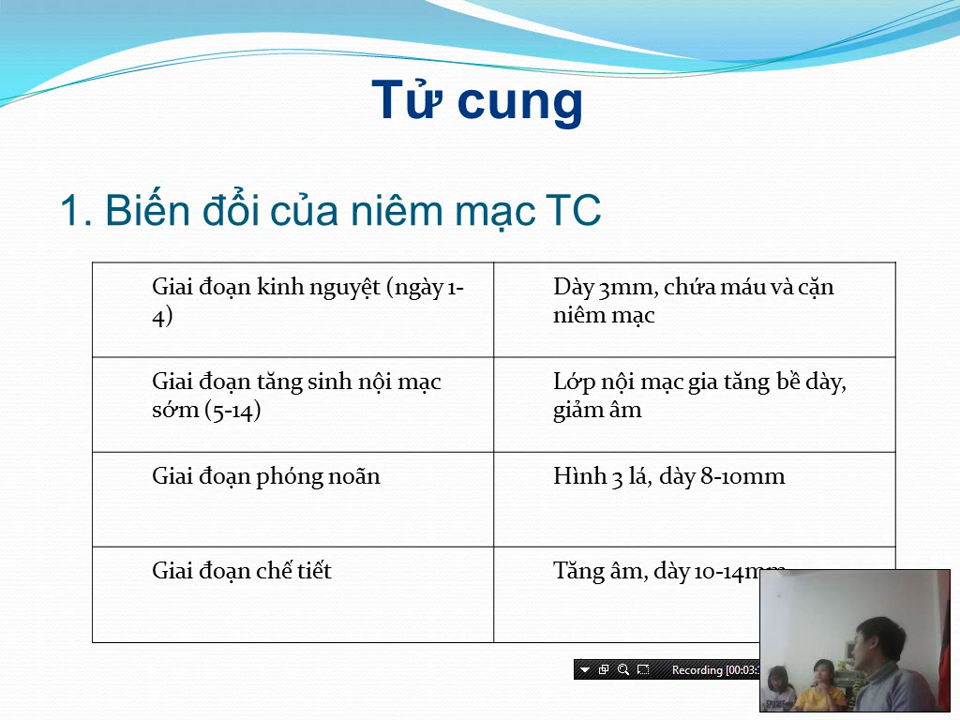 Tử cung
1. Biến đổi của niêm mạc TC
Giai đoạn kinh nguyệt (ngày 1-
4)
Dày 3mm, chứa máu và cặn
niêm mạc
Giai đoạn tăng sinh nội mạc
sớm (5-14)
Lớp nội mạc gia tăng bề dày,
giảm âm
Giai đoạn phóng noãn
Hình 3 lá, dày 8-10mm
Giai đoạn chế tiết
Tăng âm, dày 10-14mm
Recording [00:03: